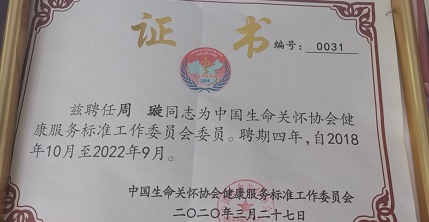 证 书
编号：0031
兹聘任周 璇同志为中国生命关怀协会健
康服务标准工作委员会委员。聘期四年，自2018
年10月至2022年9月。
中国生命关怀协会健康服务标准工作委员会
二〇二〇年三月二十七日